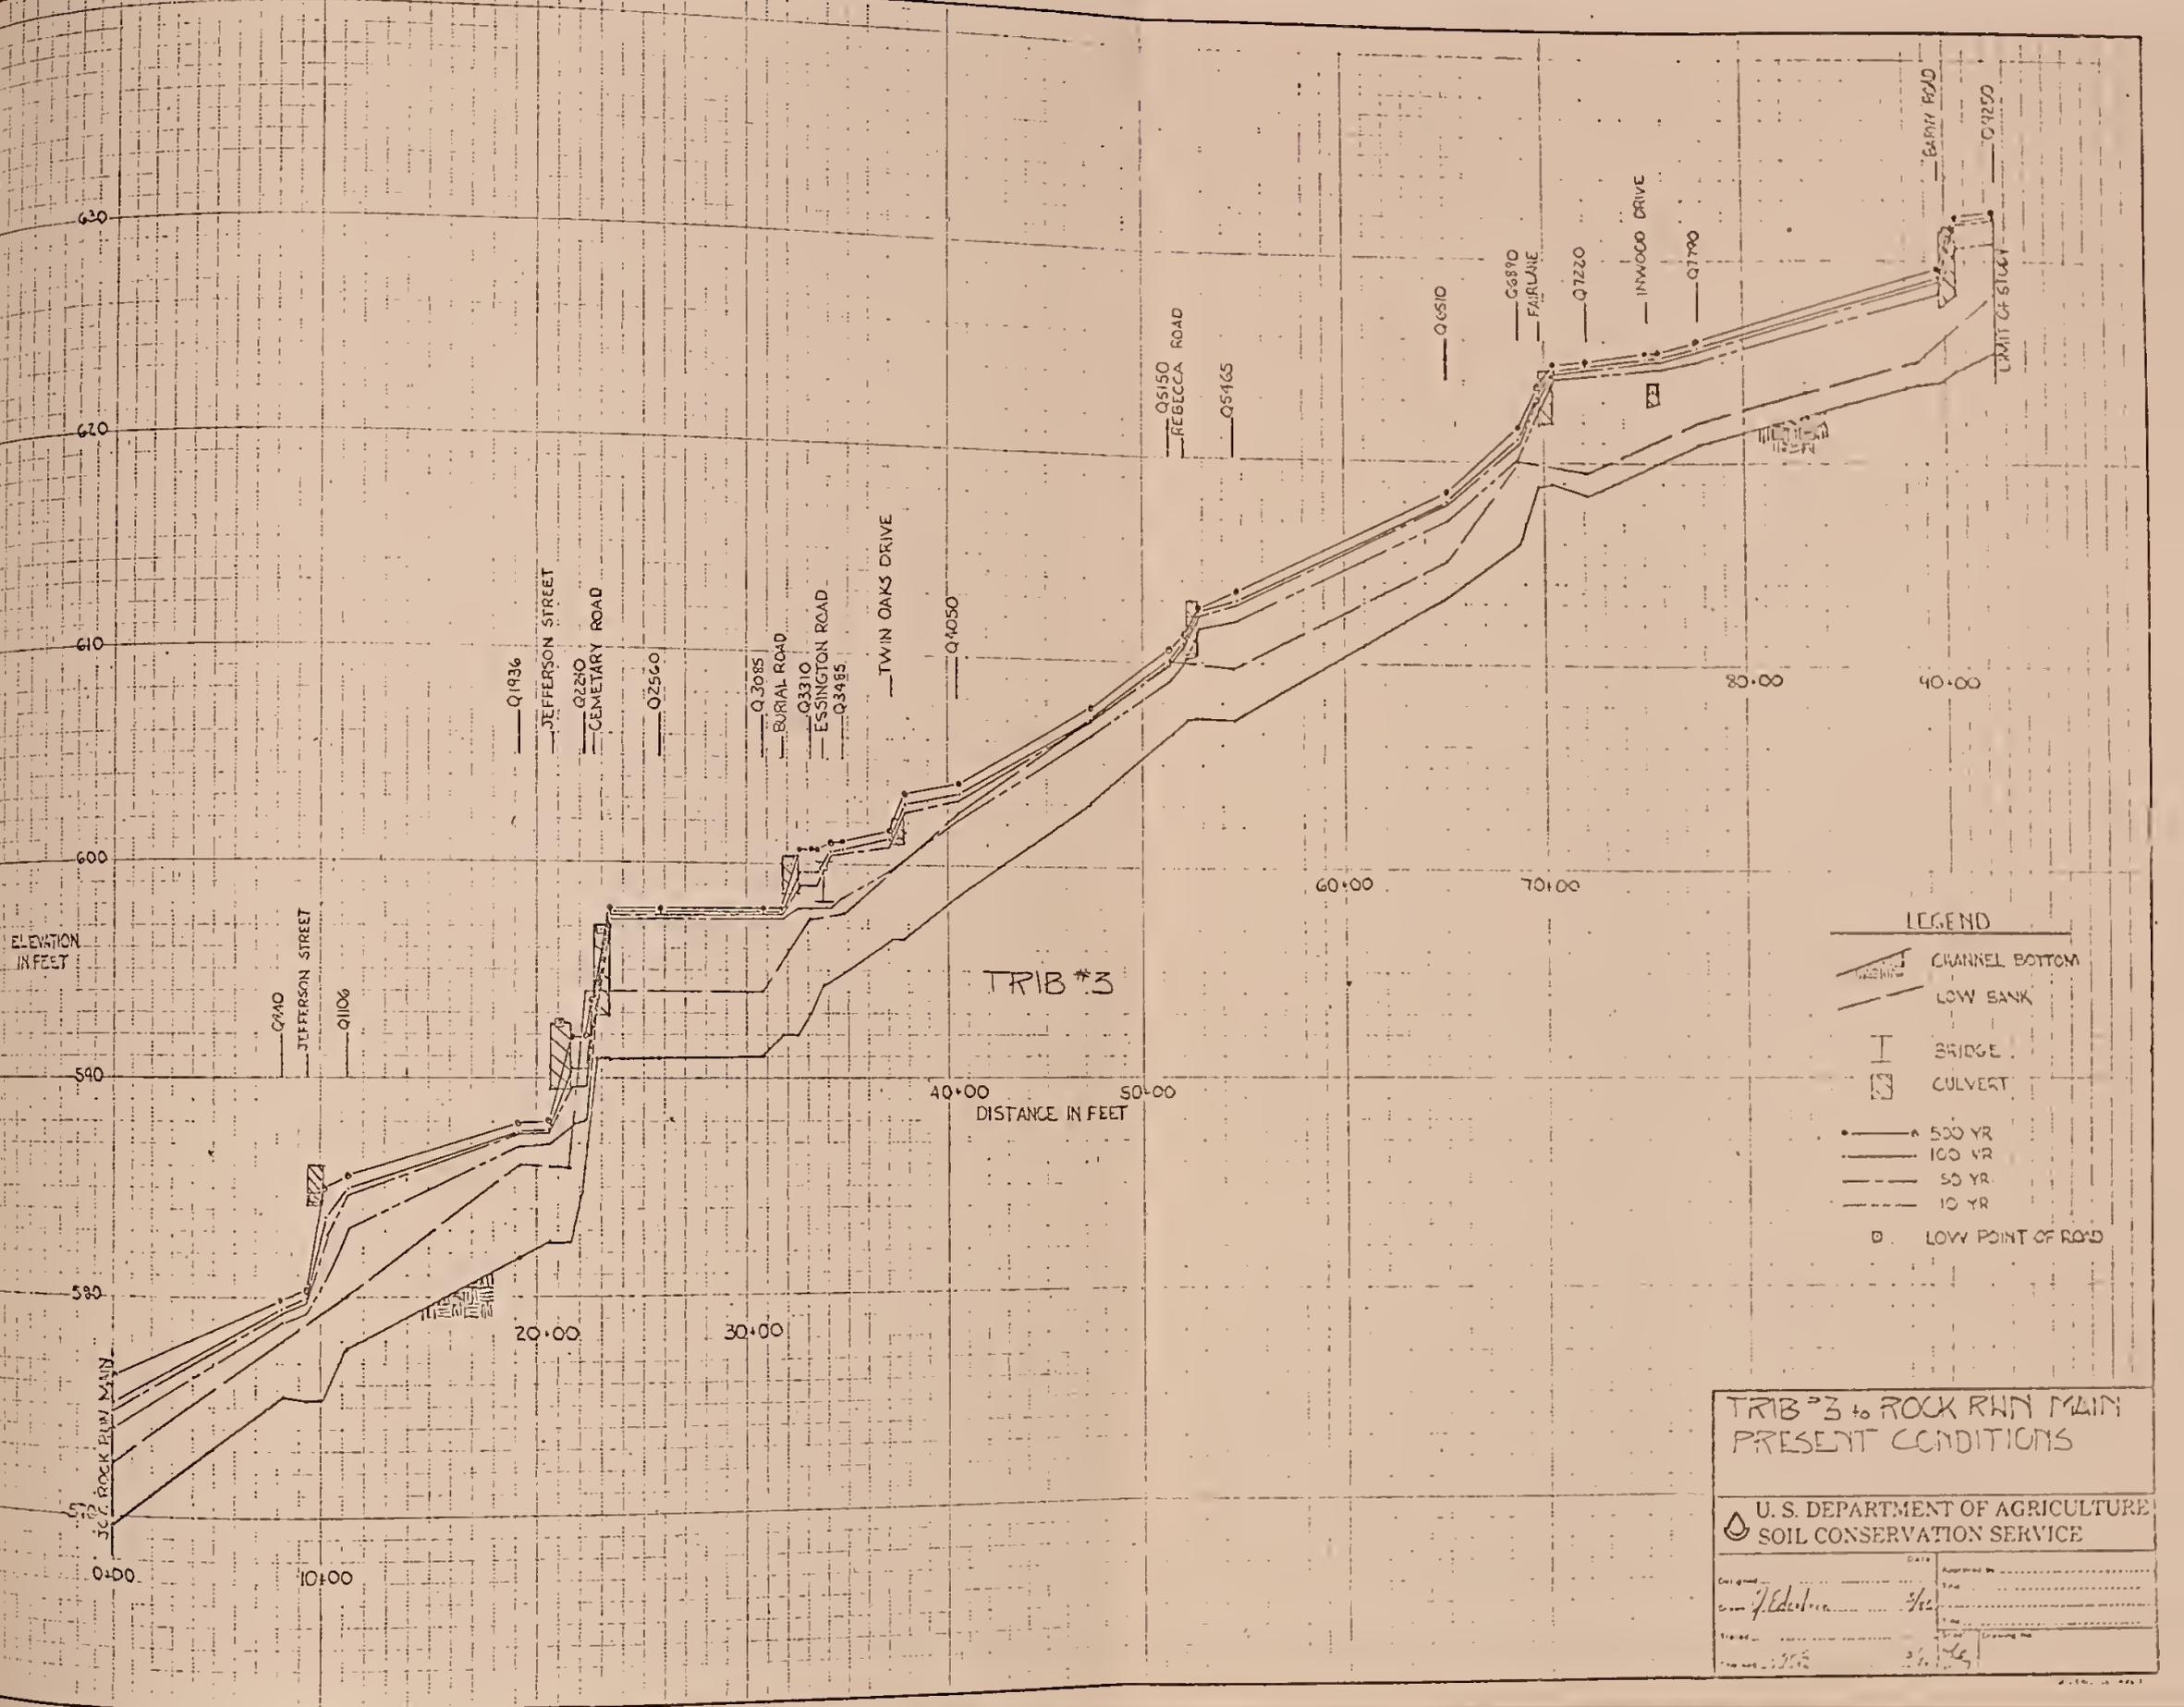 630
620
610
600
590
580
570
ELEVATION
IN FEET
JCT. ROCK RUN MAIN
Q940
JEFFERSON STREET
Q1106
Q1936
JEFFERSON STREET
Q2240
CEMETARY ROAD
Q2560
Q3085
BURIAL ROAD
Q3310
ESSINGTON ROAD
Q3465
TWIN OAKS DRIVE
Q4050
Q5150
REBECCA ROAD
Q5465
Q6510
Q6890
FAIRLANE
Q7220
INWOOD DRIVE
Q7790
ROAD
Q9250
LIMIT OF STUDY
0+00
10+00
20+00
30+00
40+00
50+00
60+00
70+00
80+00
90+00
DISTANCE IN FEET
TRIB #3
LEGEND
CHANNEL BOTTOM
LOW BANK
BRIDGE
CULVERT
500 YR
100 YR
50 YR
10 YR
LOW POINT OF ROAD
TRIB #3 to ROCK RUN MAIN
PRESENT CONDITIONS
U. S. DEPARTMENT OF AGRICULTURE
SOIL CONSERVATION SERVICE
Date